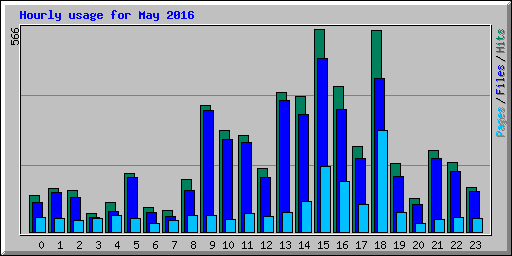 Hourly usage for May 2016
566
Pages / Files / Hits
0 1 2 3 4 5 6 7 8 9 10 11 12 13 14 15 16 17 18 19 20 21 22 23